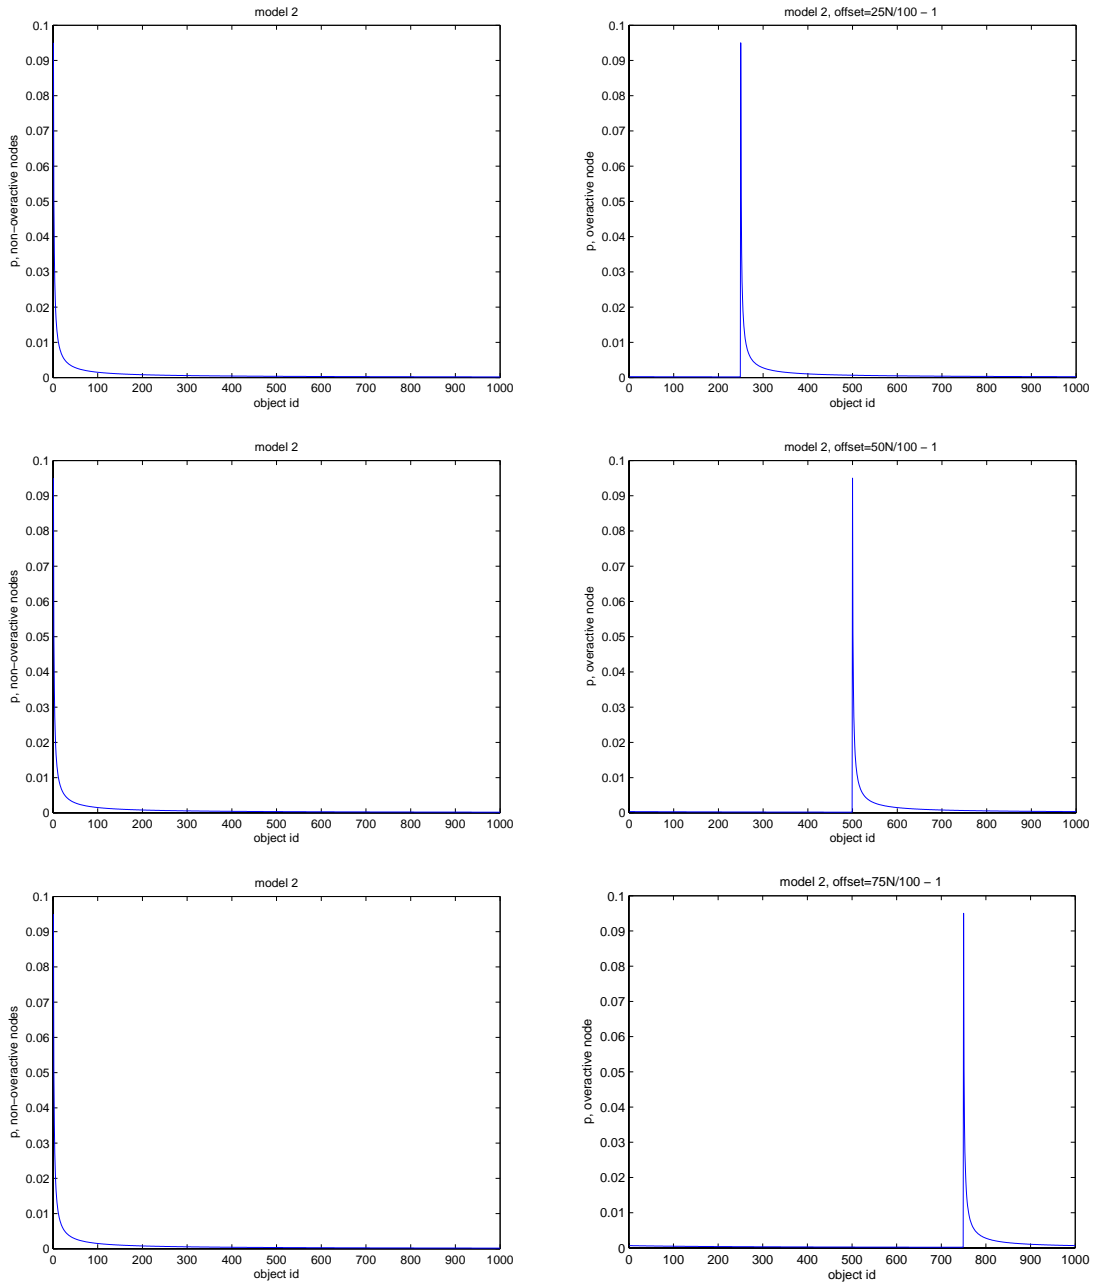 model 2
p, non-overactive nodes
0.1
0.09
0.08
0.07
0.06
0.05
0.04
0.03
0.02
0.01
0
0 100 200 300 400 500 600 700 800 900 1000
object id
model 2, offset=25N/100 - 1
p, overactive node
0.1
0.09
0.08
0.07
0.06
0.05
0.04
0.03
0.02
0.01
0
0 100 200 300 400 500 600 700 800 900 1000
object id
model 2
p, non-overactive nodes
0.1
0.09
0.08
0.07
0.06
0.05
0.04
0.03
0.02
0.01
0
0 100 200 300 400 500 600 700 800 900 1000
object id
model 2, offset=50N/100 - 1
p, overactive node
0.1
0.09
0.08
0.07
0.06
0.05
0.04
0.03
0.02
0.01
0
0 100 200 300 400 500 600 700 800 900 1000
object id
model 2
p, non-overactive nodes
0.1
0.09
0.08
0.07
0.06
0.05
0.04
0.03
0.02
0.01
0
0 100 200 300 400 500 600 700 800 900 1000
object id
model 2, offset=75N/100 - 1
p, overactive node
0.1
0.09
0.08
0.07
0.06
0.05
0.04
0.03
0.02
0.01
0
0 100 200 300 400 500 600 700 800 900 1000
object id